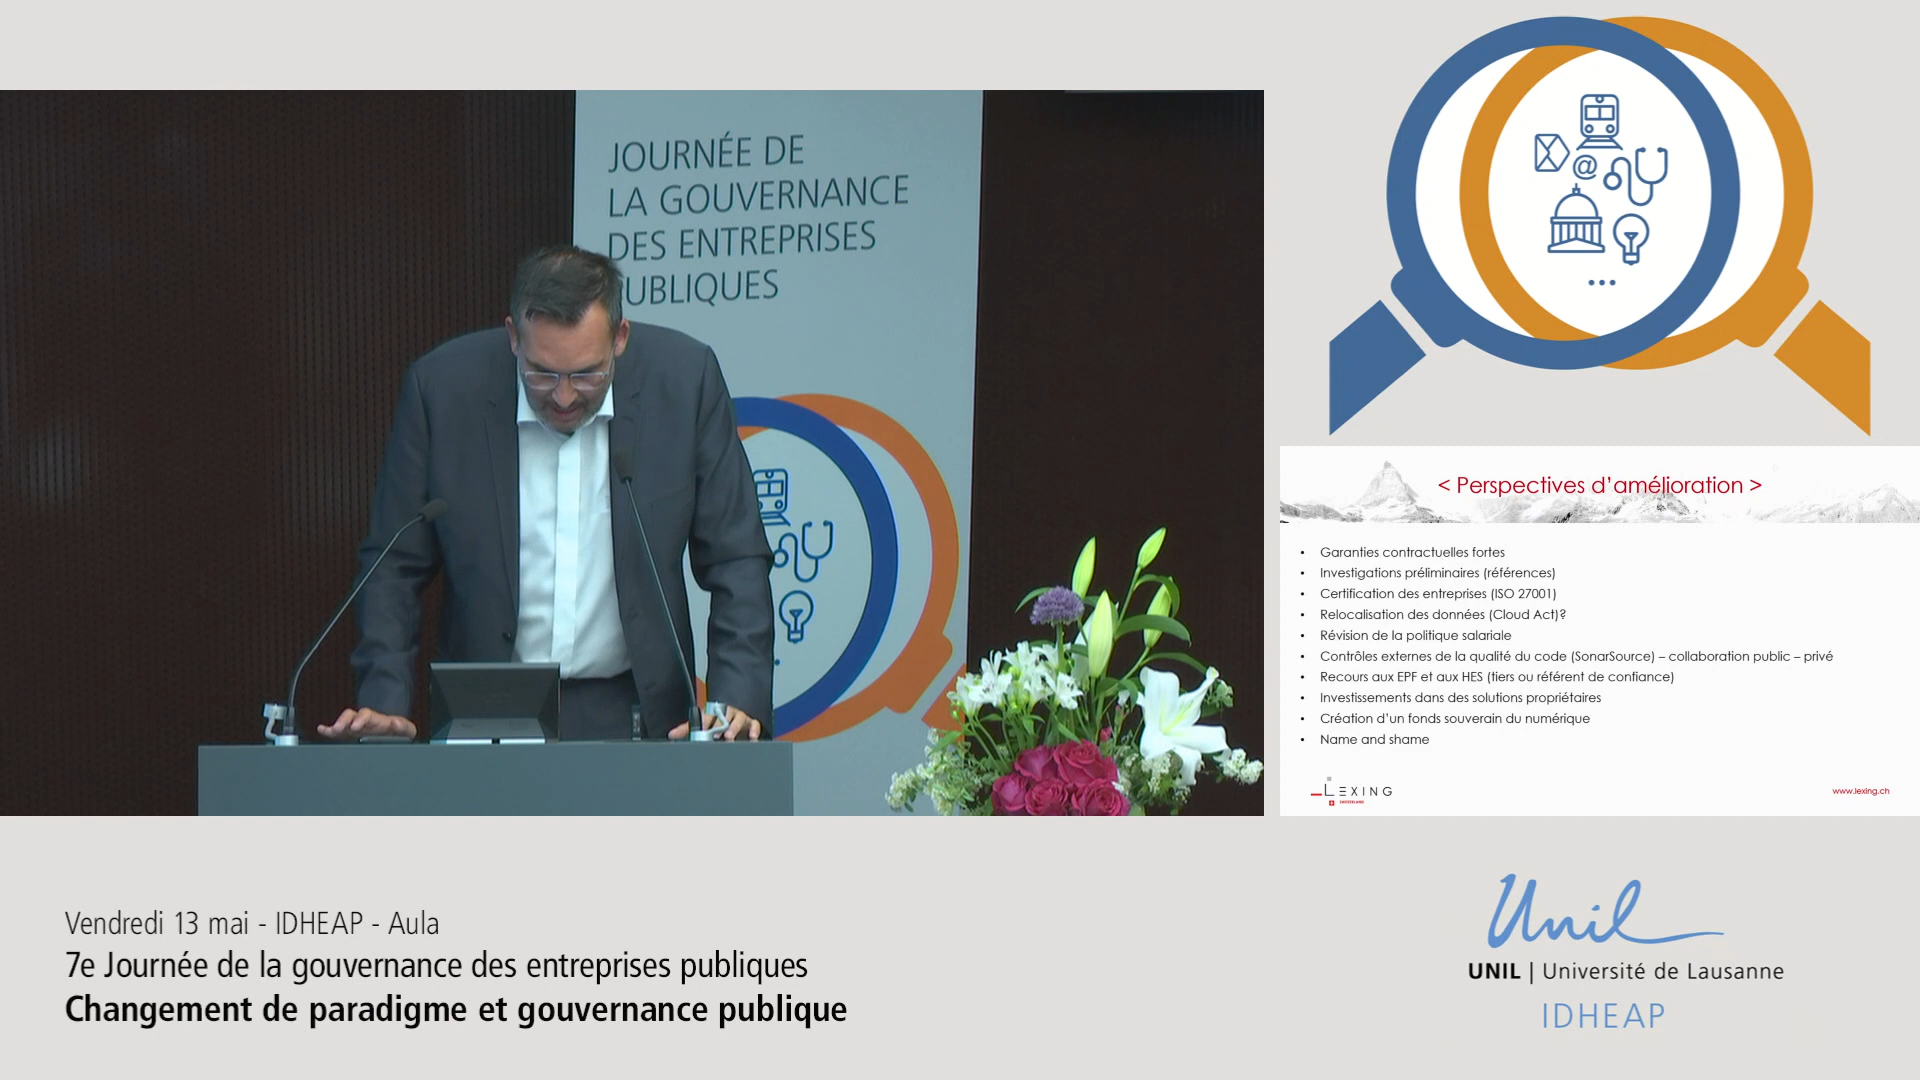 JOURNÉE DE
LA GOUVERNANCE
DES ENTREPRISES
PUBLIQUES
@
< Perspectives d'amélioration >
• Garanties contractuelles fortes
• Investigations préliminaires (références)
• Certification des entreprises (ISO 27001)
• Relocalisation des données (Cloud Act)?
• Révision de la politique salariale
• Contrôles externes de la qualité du code (SonarSource) – collaboration public – privé
• Recours aux EPF et aux HES (tiers ou référent de confiance)
• Investissements dans des solutions propriétaires
• Création d'un fonds souverain du numérique
• Name and shame
LEXING
SWITZERLAND
www.lexing.ch
Vendredi 13 mai - IDHEAP - Aula
7e Journée de la gouvernance des entreprises publiques
Changement de paradigme et gouvernance publique
Unil
UNIL | Université de Lausanne
IDHEAP